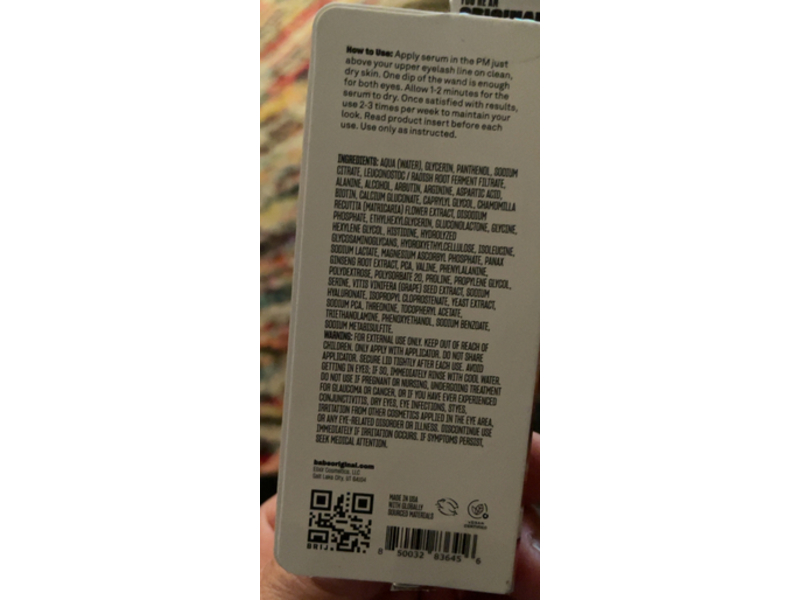 YOU'RE AN
ORIGINAL
How to Use: Apply serum in the PM just
above your upper eyelash line on clean,
dry skin. One dip of the wand is enough
for both eyes. Allow 1-2 minutes for the
serum to dry. Once satisfied with results,
use 2-3 times per week to maintain your
look. Read product insert before each
use. Use only as instructed.
INGREDIENTS: AQUA (WATER), GLYCERIN, PANTHENOL, SODIUM
CITRATE, LEUCONOSTOC / RADISH ROOT FERMENT FILTRATE,
ALANINE, ALCOHOL, ARBUTIN, ARGININE, ASPARTIC ACID,
BIOTIN, CALCIUM GLUCONATE, CAPRYLYL GLYCOL, CHAMOMILLA
RECUTITA (MATRICARIA) FLOWER EXTRACT, DISODIUM
PHOSPHATE, ETHYLHEXYLGLYCERIN, GLUCONOLACTONE, GLYCINE,
HEXYLENE GLYCOL, HISTIDINE, HYDROLYZED
GLYCOSAMINOGLYCANS, HYDROXYETHYLCELLULOSE, ISOLEUCINE,
SODIUM LACTATE, MAGNESIUM ASCORBYL PHOSPHATE, PANAX
GINSENG ROOT EXTRACT, PCA, VALINE, PHENYLALANINE,
POLYDEXTROSE, POLYSORBATE 20, PROLINE, PROPYLENE GLYCOL,
SERINE, VITIS VINIFERA (GRAPE) SEED EXTRACT, SODIUM
HYALURONATE, ISOPROPYL CLOPROSTENATE, YEAST EXTRACT,
SODIUM PCA, THREONINE, TOCOPHERYL ACETATE,
TRIETHANOLAMINE, PHENOXYETHANOL, SODIUM BENZOATE,
SODIUM METABISULFITE.
WARNING: FOR EXTERNAL USE ONLY. KEEP OUT OF REACH OF
CHILDREN. ONLY APPLY WITH APPLICATOR. DO NOT SHARE
APPLICATOR. SECURE LID TIGHTLY AFTER EACH USE. AVOID
GETTING IN EYES; IF SO, IMMEDIATELY RINSE WITH COOL WATER.
DO NOT USE IF PREGNANT OR NURSING, UNDERGOING TREATMENT
FOR GLAUCOMA OR CANCER, OR IF YOU HAVE EVER EXPERIENCED
CONJUNCTIVITIS, DRY EYES, EYE INFECTIONS, STYES,
IRRITATION FROM OTHER COSMETICS APPLIED IN THE EYE AREA,
OR ANY EYE-RELATED DISORDER OR ILLNESS. DISCONTINUE USE
IMMEDIATELY IF IRRITATION OCCURS. IF SYMPTOMS PERSIST,
SEEK MEDICAL ATTENTION.
babeoriginal.com
Elixir Cosmetics, LLC
Salt Lake City, UT 84014
BRIJ
MADE IN USA
WITH GLOBALLY
SOURCED MATERIALS
VEGAN
CERTIFIED
8 50032 83645 6